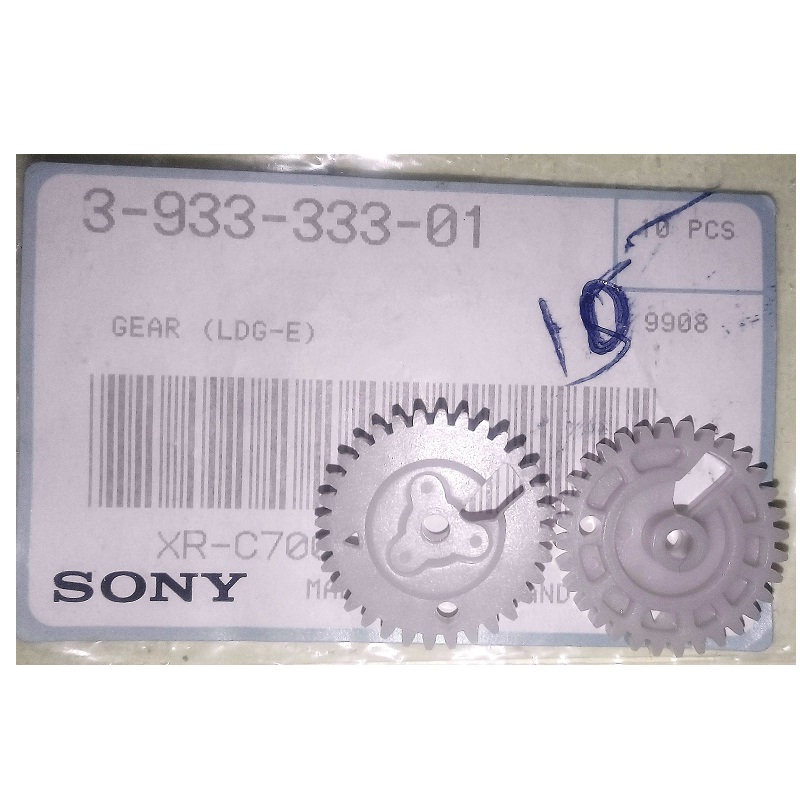 3-933-333-01
10 PCS
10
9908
GEAR (LDG-E)
SONY